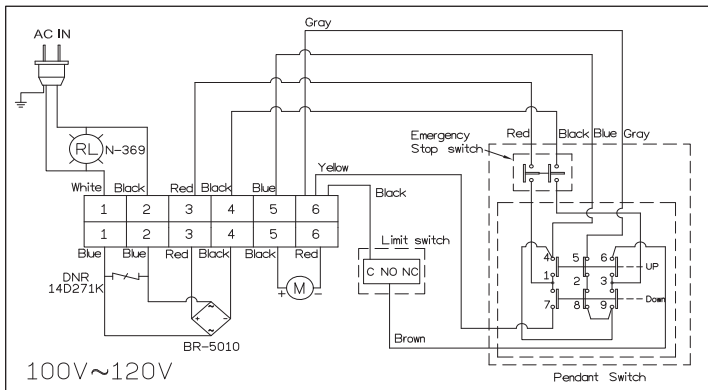 Gray
AC IN
RL N-369
Emergency
Stop switch
Red Black Blue Gray
Yellow
White Black Red Black Blue
Black
1 2 3 4 5 6
1 2 3 4 5 6
Blue Blue Red Black Black Red
Limit switch
C NO NC
DNR
14D271K
+ M -
+ ~ - ~
BR-5010
Brown
4 5 6 UP
1 2 3
7 8 9 Down
100V~120V
Pendant Switch